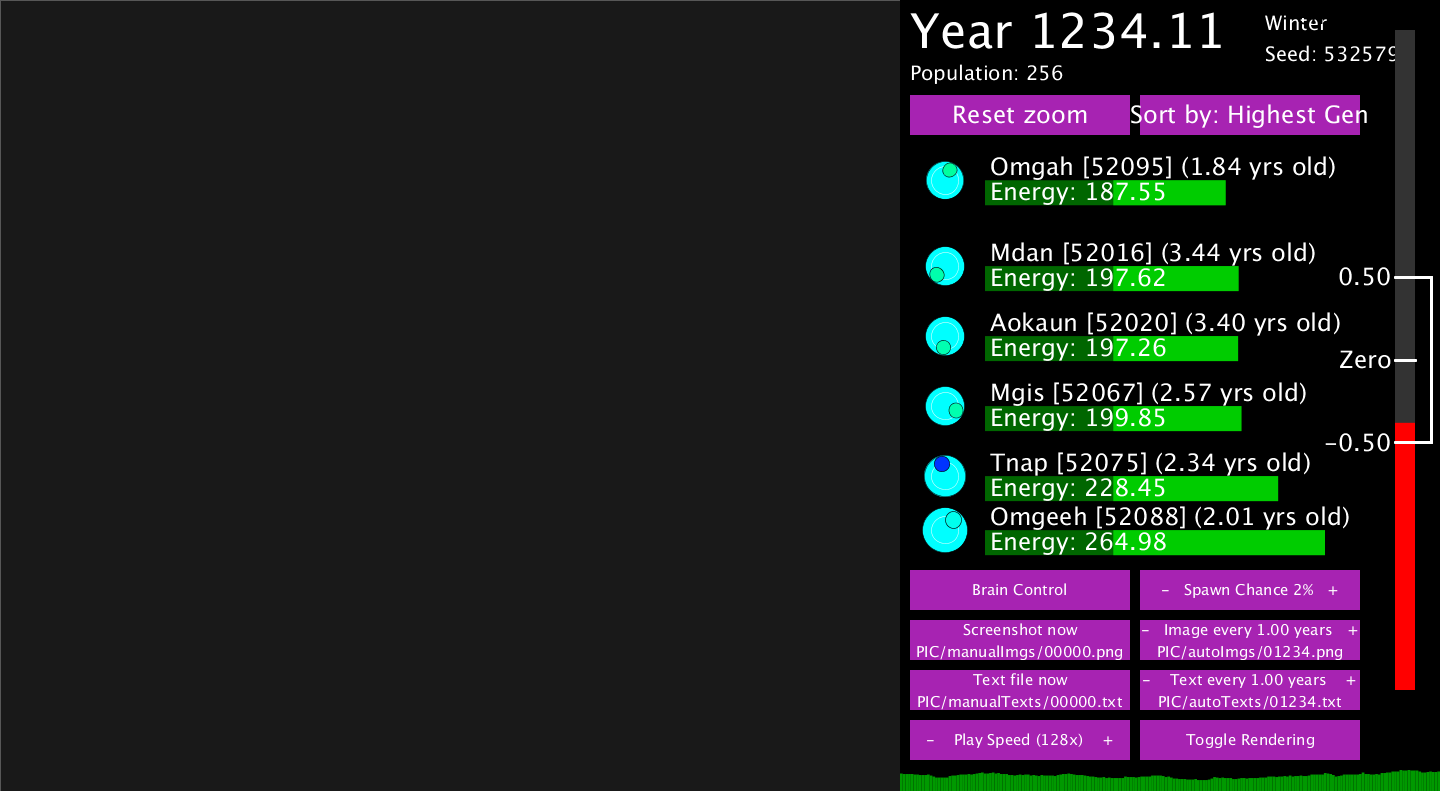 Year 1234.11
Winter
Seed: 532579
Population: 256
Reset zoom
Sort by: Highest Gen
Omgah [52095] (1.84 yrs old)
Energy: 187.55
Mdan [52016] (3.44 yrs old)
Energy: 197.62
0.50
Aokaun [52020] (3.40 yrs old)
Energy: 197.26
Zero
Mgis [52067] (2.57 yrs old)
Energy: 199.85
-0.50
Tnap [52075] (2.34 yrs old)
Energy: 228.45
Omgeeh [52088] (2.01 yrs old)
Energy: 264.98
Brain Control
- Spawn Chance 2% +
Screenshot now
PIC/manualImgs/00000.png
- Image every 1.00 years +
PIC/autoImgs/01234.png
Text file now
PIC/manualTexts/00000.txt
- Text every 1.00 years +
PIC/autoTexts/01234.txt
- Play Speed (128x) +
Toggle Rendering